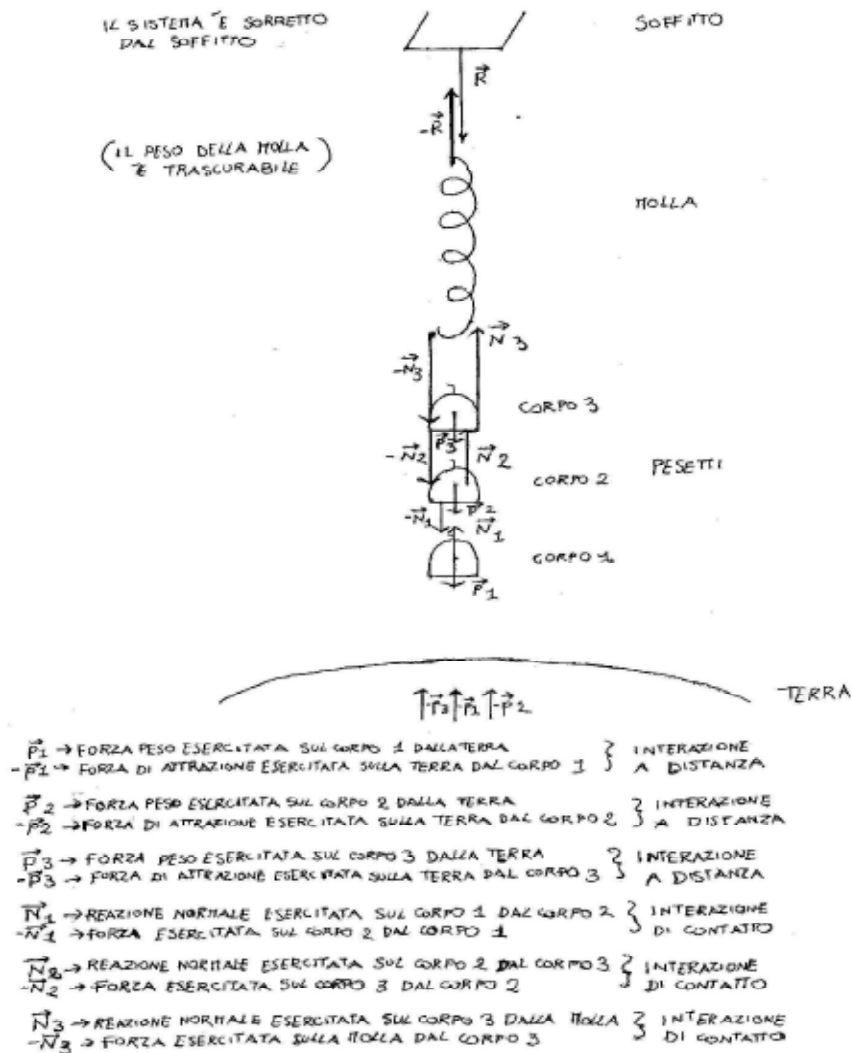 IL SISTEMA È SORRETTO
DAL SOFFITTO
SOFFITTO
R
-R
(IL PESO DELLA MOLLA
È TRASCURABILE)
MOLLA
N3
-N3
CORPO 3
P3
-N2
N2
PESETTI
CORPO 2
P2
-N1
N1
CORPO 1
P1
TERRA
-P3 -P1 -P2
P1 → FORZA PESO ESERCITATA SUL CORPO 1 DALLA TERRA } INTERAZIONE
-P1 → FORZA DI ATTRAZIONE ESERCITATA SULLA TERRA DAL CORPO 1 } A DISTANZA
P2 → FORZA PESO ESERCITATA SUL CORPO 2 DALLA TERRA } INTERAZIONE
-P2 → FORZA DI ATTRAZIONE ESERCITATA SULLA TERRA DAL CORPO 2 } A DISTANZA
P3 → FORZA PESO ESERCITATA SUL CORPO 3 DALLA TERRA } INTERAZIONE
-P3 → FORZA DI ATTRAZIONE ESERCITATA SULLA TERRA DAL CORPO 3 } A DISTANZA
N1 → REAZIONE NORMALE ESERCITATA SUL CORPO 1 DAL CORPO 2 } INTERAZIONE
-N1 → FORZA ESERCITATA SUL CORPO 2 DAL CORPO 1 } DI CONTATTO
N2 → REAZIONE NORMALE ESERCITATA SUL CORPO 2 DAL CORPO 3 } INTERAZIONE
-N2 → FORZA ESERCITATA SUL CORPO 3 DAL CORPO 2 } DI CONTATTO
N3 → REAZIONE NORMALE ESERCITATA SUL CORPO 3 DALLA MOLLA } INTERAZIONE
-N3 → FORZA ESERCITATA SULLA MOLLA DAL CORPO 3 } DI CONTATTO